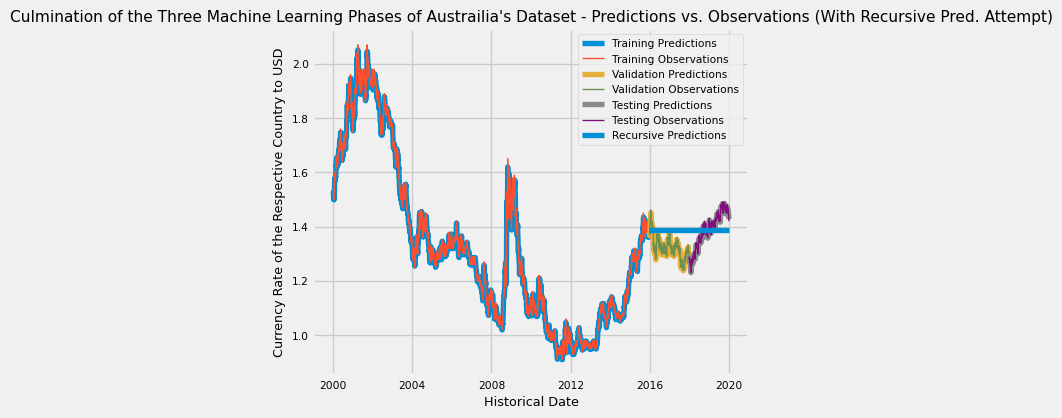 Culmination of the Three Machine Learning Phases of Austrailia's Dataset - Predictions vs. Observations (With Recursive Pred. Attempt)
Training Predictions
Training Observations
Validation Predictions
Validation Observations
Testing Predictions
Testing Observations
Recursive Predictions
Currency Rate of the Respective Country to USD
2.0
1.8
1.6
1.4
1.2
1.0
2000 2004 2008 2012 2016 2020
Historical Date